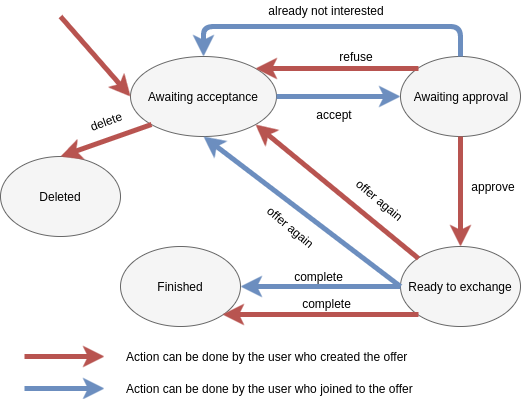 already not interested
refuse
Awaiting acceptance
Awaiting approval
accept
delete
Deleted
approve
offer again
offer again
Finished
complete
complete
Ready to exchange
Action can be done by the user who created the offer
Action can be done by the user who joined to the offer